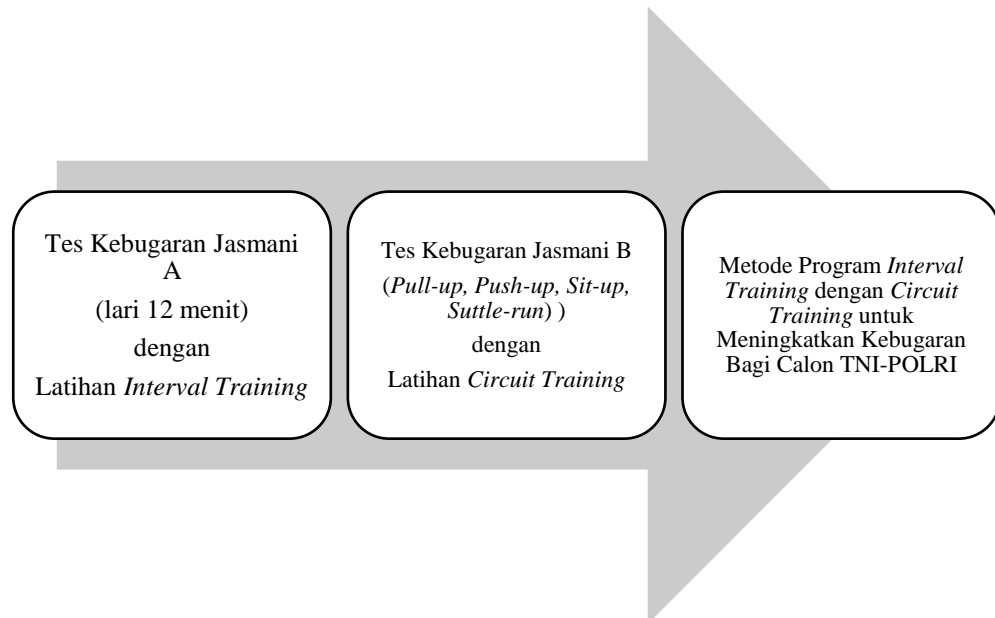 Tes Kebugaran Jasmani
A
(lari 12 menit)
dengan
Latihan Interval Training
Tes Kebugaran Jasmani B
(Pull-up, Push-up, Sit-up,
Suttle-run) )
dengan
Latihan Circuit Training
Metode Program Interval
Training dengan Circuit
Training untuk
Meningkatkan Kebugaran
Bagi Calon TNI-POLRI